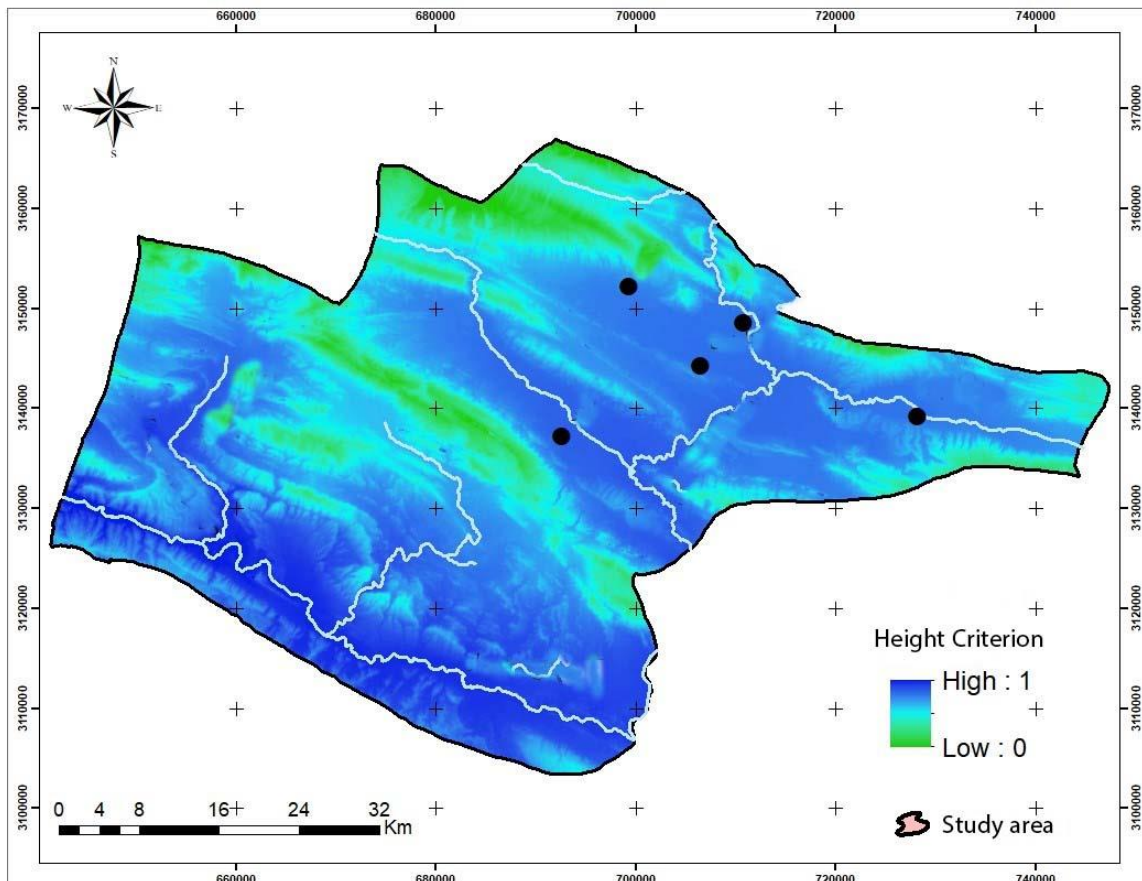 660000 680000 700000 720000 740000
N
W E
S
3170000 3170000
3160000 3160000
3150000 3150000
3140000 3140000
3130000 3130000
3120000 3120000
3110000 3110000
3100000 3100000
Height Criterion
High : 1
Low : 0
Study area
0 4 8 16 24 32
Km
660000 680000 700000 720000 740000